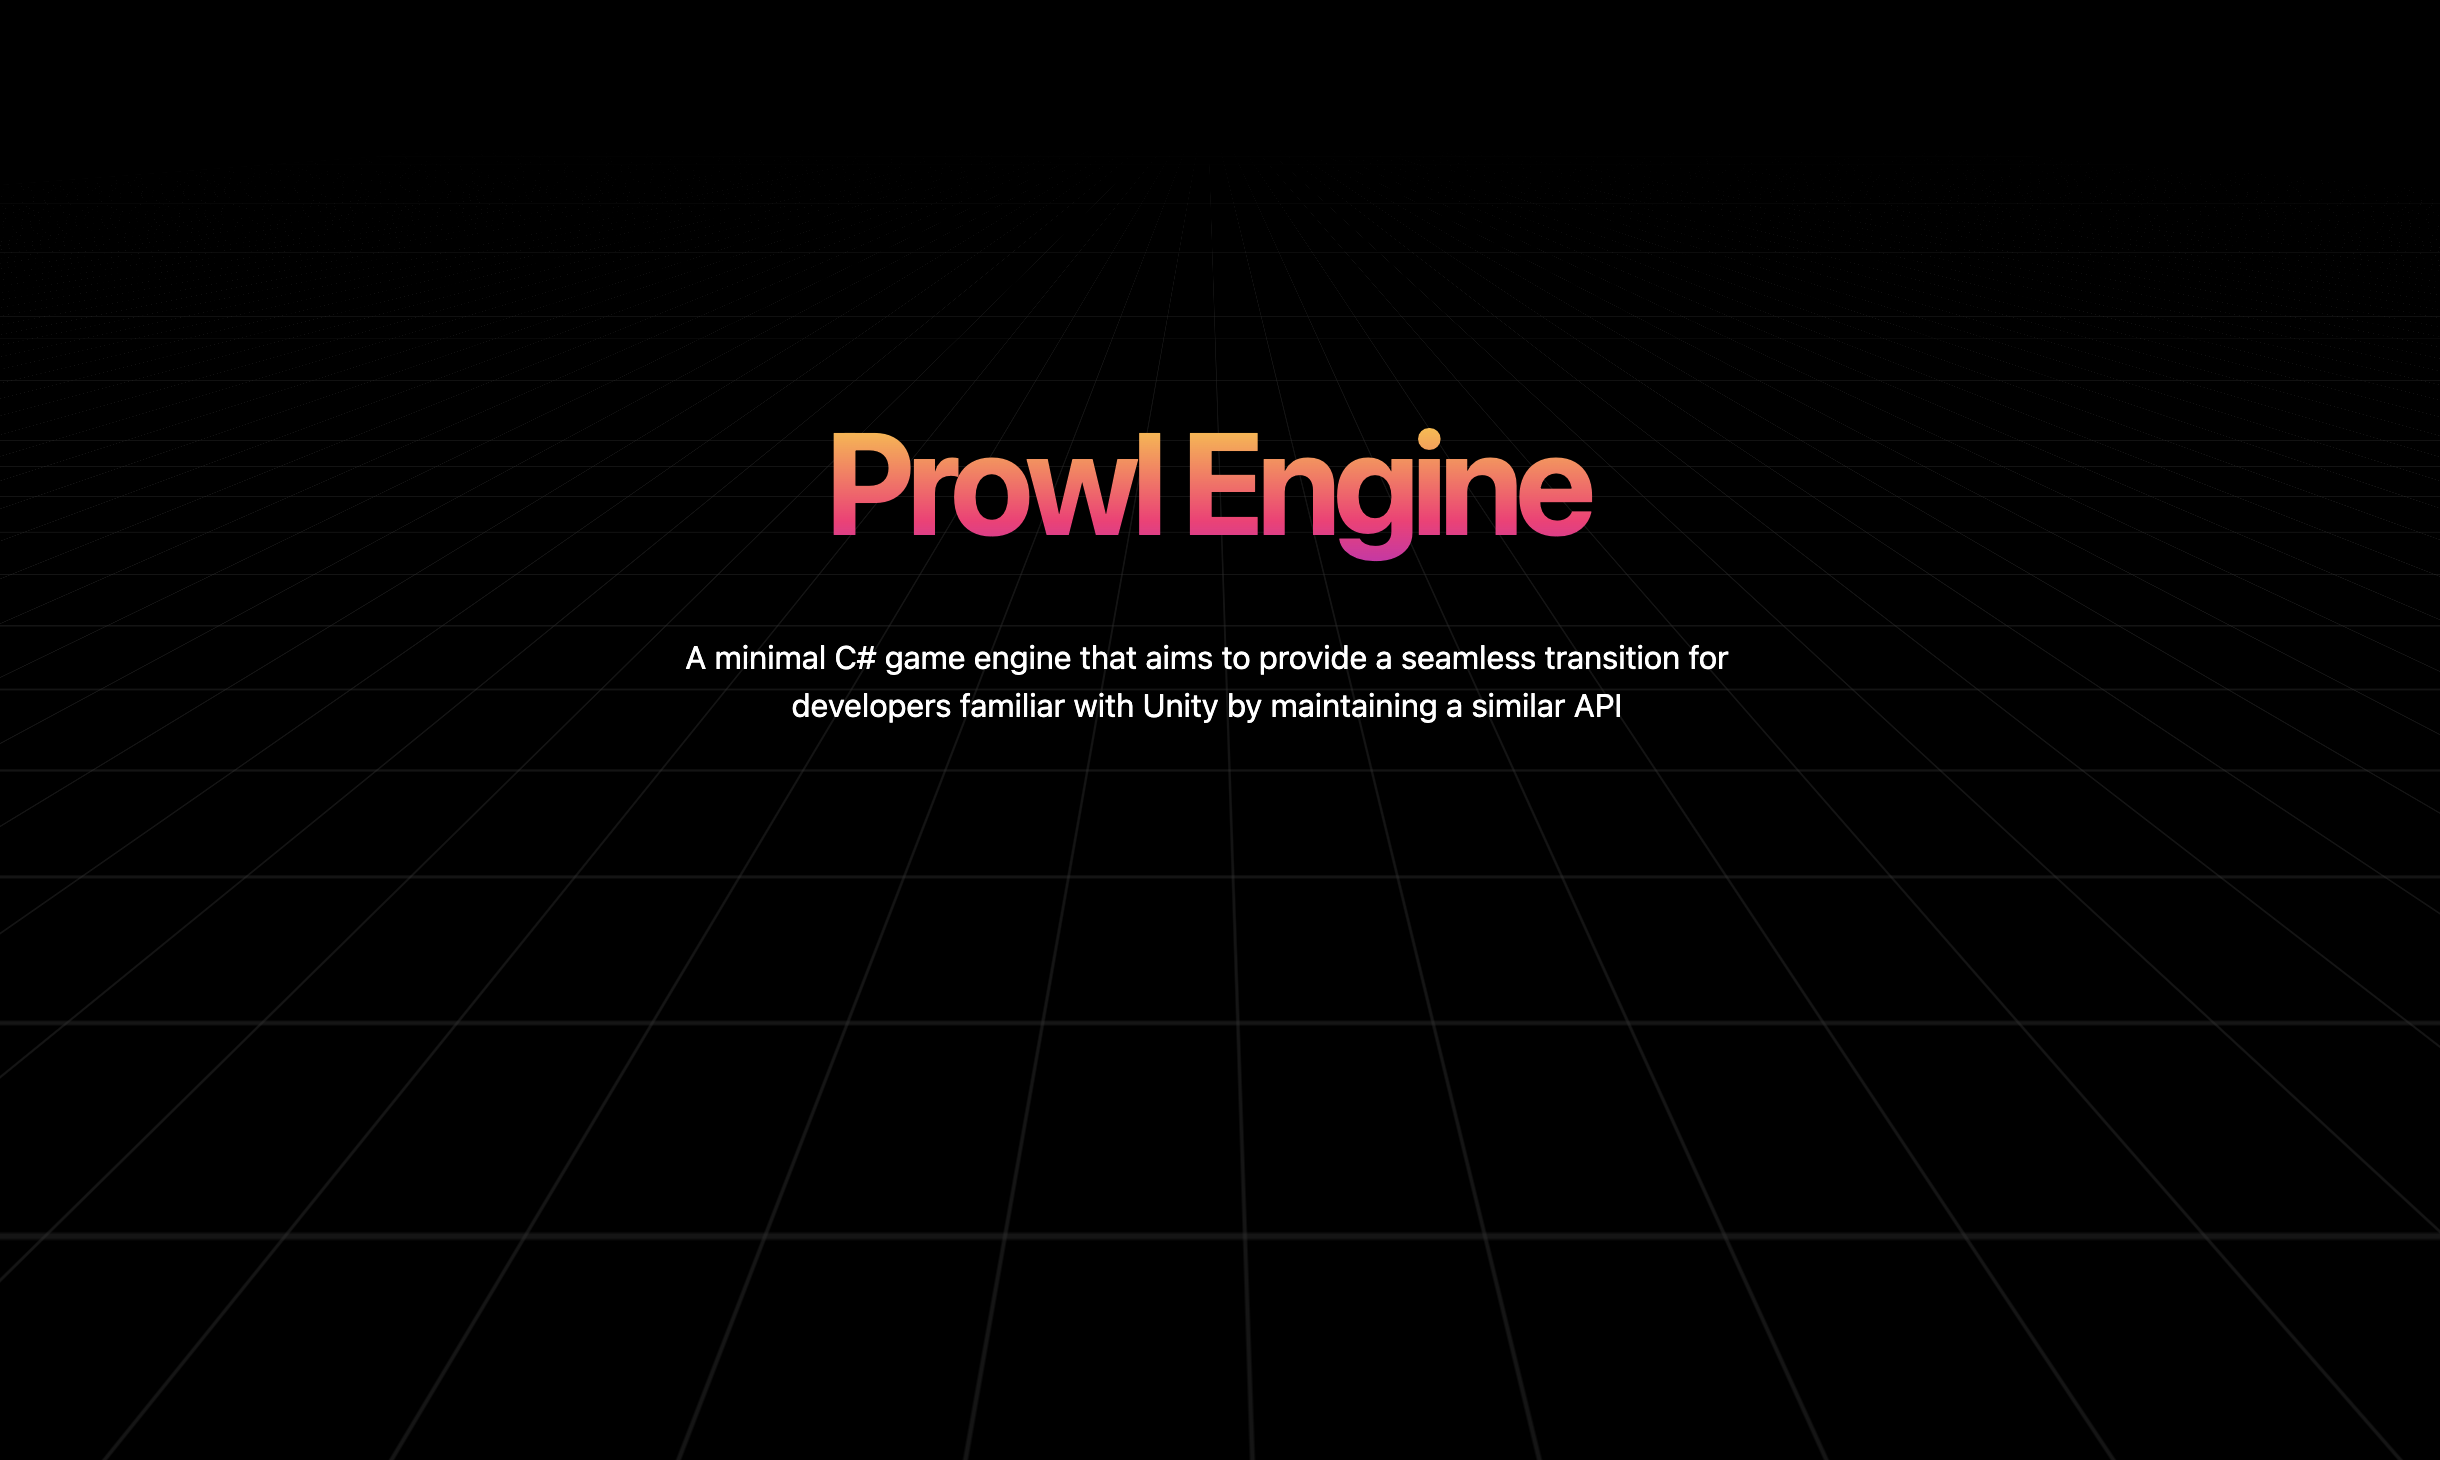 Prowl Engine
A minimal C# game engine that aims to provide a seamless transition for
developers familiar with Unity by maintaining a similar API